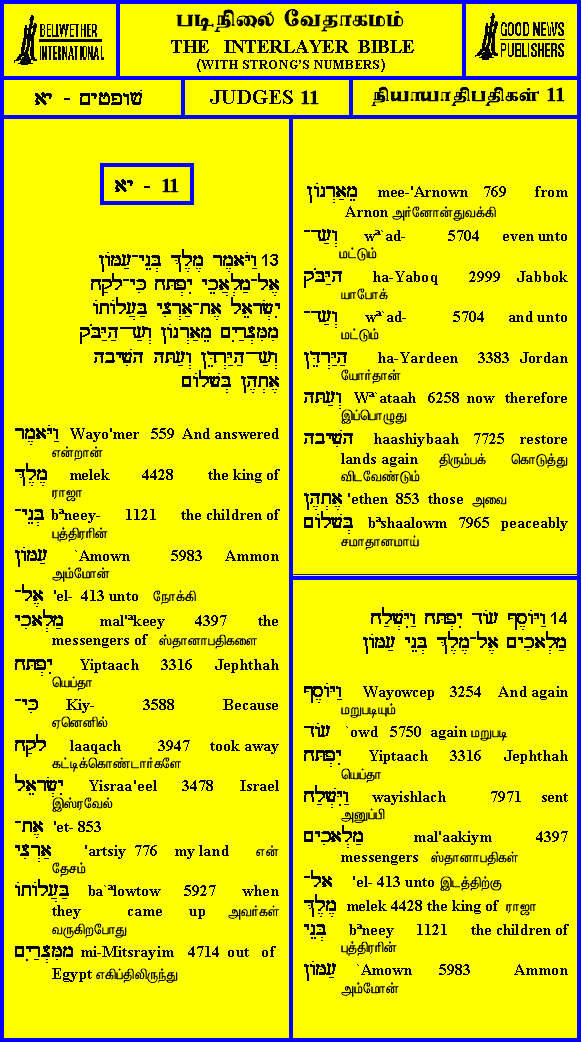 BELLWETHER
INTERNATIONAL
படிநிலை வேதாகமம்
THE INTERLAYER BIBLE
(WITH STRONG'S NUMBERS)
GOOD NEWS
PUBLISHERS
שופטים - יא
JUDGES 11
நியாயாதிபதிகள் 11
יא - 11
13 וַיֹּאמֶר מֶלֶךְ בְּנֵי־עַמּוֹן
אֶל־מַלְאֲכֵי יִפְתָּח כִּי־לָקַח
יִשְׂרָאֵל אֶת־אַרְצִי בַּעֲלוֹתוֹ
מִמִּצְרַיִם מֵאַרְנוֹן וְעַד־הַיַּבֹּק
וְעַד־הַיַּרְדֵּן וְעַתָּה הָשִׁיבָה
אֶתְהֶן בְּשָׁלוֹם
וַיֹּאמֶר Wayo'mer 559 And answered
என்றான்
מֶלֶךְ melek 4428 the king of
ராஜா
בְּנֵי־ bªneey- 1121 the children of
புத்திரரின்
עַמּוֹן `Amown 5983 Ammon
அம்மோன்
אֶל־ 'el- 413 unto நோக்கி
מַלְאֲכֵי mal'ªkeey 4397 the
messengers of ஸ்தானாபதிகளை
יִפְתָּח Yiptaach 3316 Jephthah
யெப்தா
כִּי־ Kiy- 3588 Because
ஏனெனில்
לָקַח laaqach 3947 took away
கட்டிக்கொண்டார்களே
יִשְׂרָאֵל Yisraa'eel 3478 Israel
இஸ்ரவேல்
אֶת־ 'et- 853
אַרְצִי 'artsiy 776 my land என்
தேசம்
בַּעֲלוֹתוֹ ba`ªlowtow 5927 when
they came up அவர்கள்
வருகிறபோது
מִמִּצְרַיִם mi-Mitsrayim 4714 out of
Egypt எகிப்திலிருந்து
מֵאַרְנוֹן mee-'Arnown 769 from
Arnon அர்னோன்துவக்கி
וְעַד־ wª`ad- 5704 even unto
மட்டும்
הַיַּבֹּק ha-Yaboq 2999 Jabbok
யாபோக்
וְעַד־ wª`ad- 5704 and unto
மட்டும்
הַיַּרְדֵּן ha-Yardeen 3383 Jordan
யோர்தான்
וְעַתָּה Wª`ataah 6258 now therefore
இப்பொழுது
הָשִׁיבָה haashiybaah 7725 restore
lands again திரும்பக் கொடுத்து
விடவேண்டும்
אֶתְהֶן 'ethen 853 those அவை
בְּשָׁלוֹם bªshaalowm 7965 peaceably
சமாதானமாய்
14 וַיּוֹסֶף עוֹד יִפְתָּח וַיִּשְׁלַח
מַלְאָכִים אֶל־מֶלֶךְ בְּנֵי עַמּוֹן
וַיּוֹסֶף Wayowcep 3254 And again
மறுபடியும்
עוֹד `owd 5750 again மறுபடி
יִפְתָּח Yiptaach 3316 Jephthah
யெப்தா
וַיִּשְׁלַח wayishlach 7971 sent
அனுப்பி
מַלְאָכִים mal'aakiym 4397
messengers ஸ்தானாபதிகள்
אֶל־ 'el- 413 unto இடத்திற்கு
מֶלֶךְ melek 4428 the king of ராஜா
בְּנֵי bªneey 1121 the children of
புத்திரரின்
עַמּוֹן `Amown 5983 Ammon
அம்மோன்